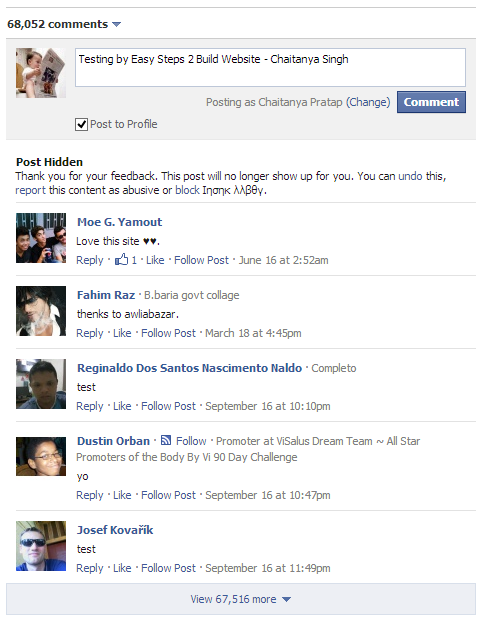 68,052 comments
Testing by Easy Steps 2 Build Website - Chaitanya Singh
Posting as Chaitanya Pratap (Change) Comment
Post to Profile
Post Hidden
Thank you for your feedback. This post will no longer show up for you. You can undo this,
report this content as abusive or block Iησηκ λλβθγ.
Moe G. Yamout
Love this site ♥♥.
Reply · 1 · Like · Follow Post · June 16 at 2:52am
Fahim Raz · B.baria govt collage
thenks to awliabazar.
Reply · Like · Follow Post · March 18 at 4:45pm
Reginaldo Dos Santos Nascimento Naldo · Completo
test
Reply · Like · Follow Post · September 16 at 10:10pm
Dustin Orban · Follow · Promoter at ViSalus Dream Team ~ All Star
Promoters of the Body By Vi 90 Day Challenge
yo
Reply · Like · Follow Post · September 16 at 10:47pm
Josef Kovařík
test
Reply · Like · Follow Post · September 16 at 11:49pm
View 67,516 more